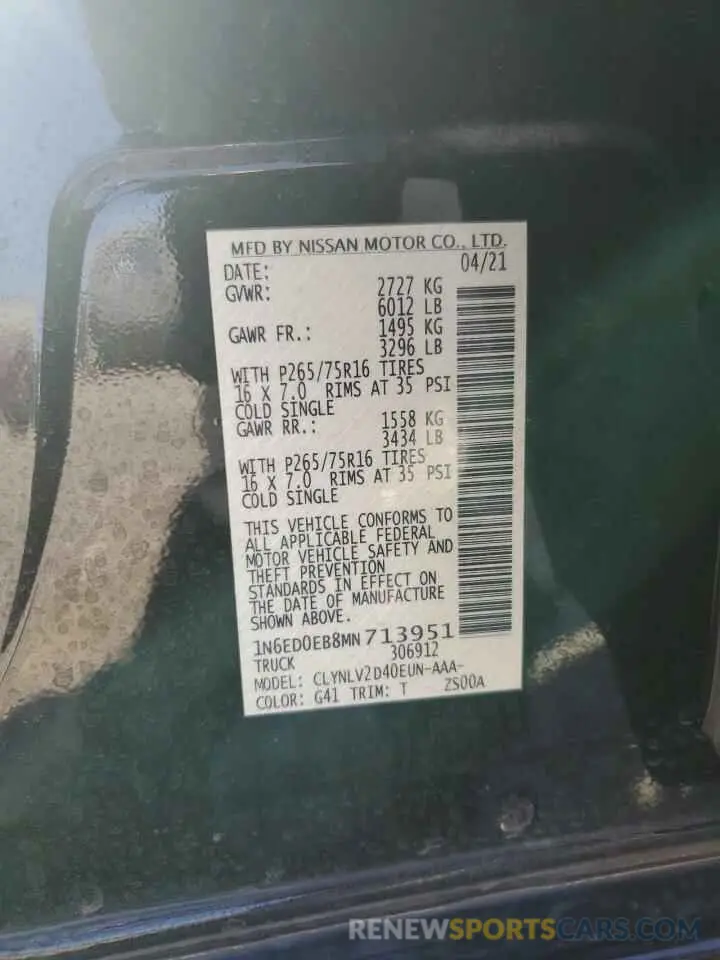 MFD BY NISSAN MOTOR CO., LTD.
DATE: 04/21
GVWR: 2727 KG
6012 LB
GAWR FR.: 1495 KG
3296 LB
WITH P265/75R16 TIRES
16 X 7.0 RIMS AT 35 PSI
COLD SINGLE
GAWR RR.: 1558 KG
3434 LB
WITH P265/75R16 TIRES
16 X 7.0 RIMS AT 35 PSI
COLD SINGLE
THIS VEHICLE CONFORMS TO
ALL APPLICABLE FEDERAL
MOTOR VEHICLE SAFETY AND
THEFT PREVENTION
STANDARDS IN EFFECT ON
THE DATE OF MANUFACTURE
SHOWN ABOVE.
1N6ED0EB8MN713951
TRUCK 306912
MODEL: CLYNLV2D40EUN-AAA-
COLOR: G41 TRIM: T ZS00A
RENEWSPORTSCARS.COM